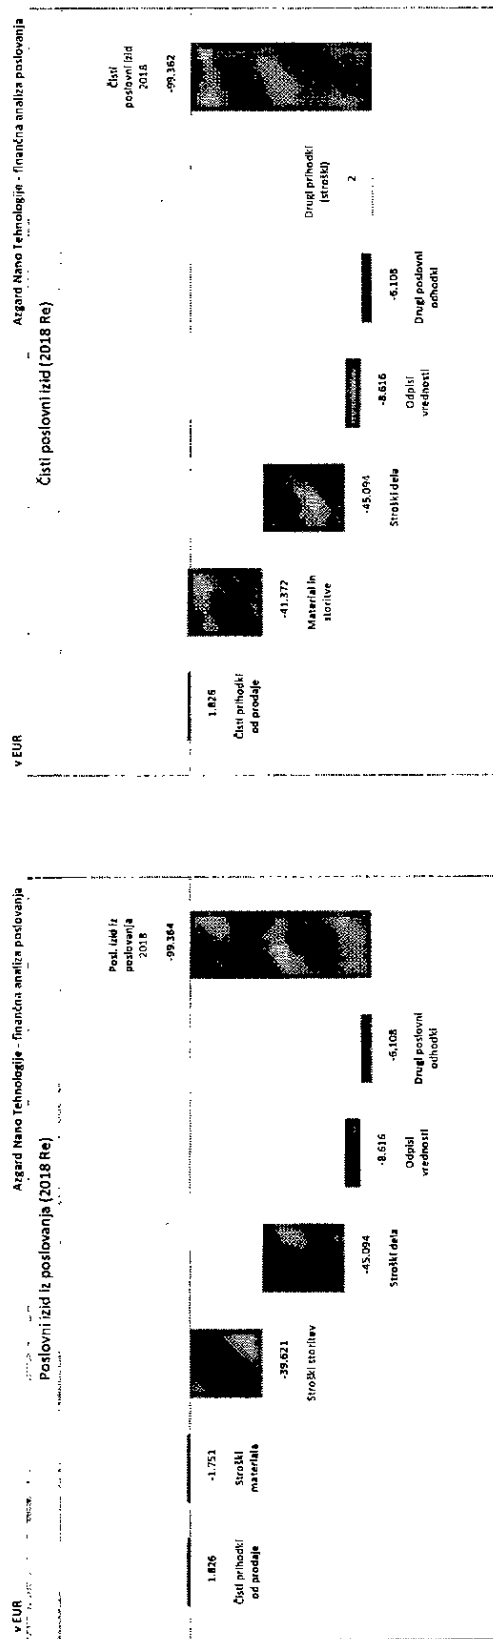 v EUR
Azgard Nano Tehnologije - finančna analiza poslovanja
Poslovni izid iz poslovanja (2018 Re)
1.826
Čisti prihodki
od prodaje
-1.751
Stroški
materiala
-39.621
Stroški storitev
-45.094
Stroški dela
-8.616
Odpisi
vrednosti
-6,108
Drugi poslovni
odhodki
Posl. izid iz
poslovanja
2018
-99.364
v EUR
Azgard Nano Tehnologije - finančna analiza poslovanja
Čisti poslovni izid (2018 Re)
1.826
Čisti prihodki
od prodaje
-41.372
Material in
storitve
-45.094
Stroški dela
-8.616
Odpisi
vrednosti
-6.108
Drugi poslovni
odhodki
Drugi prihodki
(stroški)
2
Čisti
poslovni izid
2018
-99.362